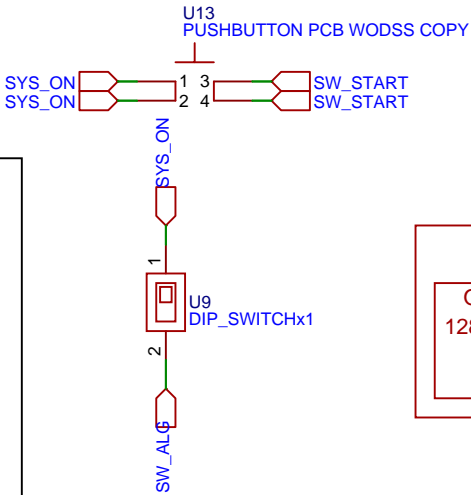 U13
PUSHBUTTON PCB WODSS COPY
SYS_ON 1 3 SW_START
SYS_ON 2 4 SW_START
SYS_ON
1
U9
DIP_SWITCHx1
2
SW_ALG
128